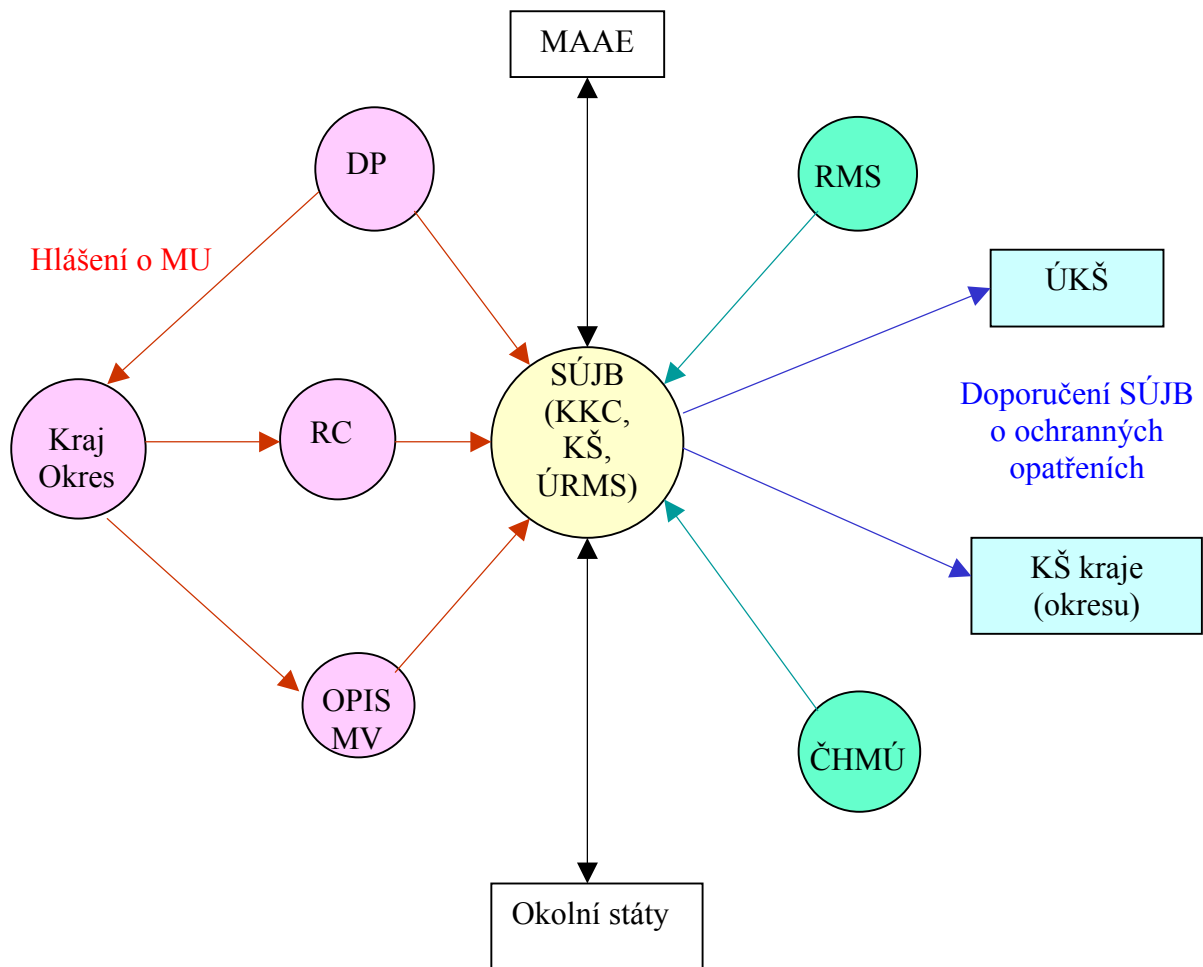 MAAE
DP
RMS
Hlášení o MU
ÚKŠ
SÚJB
(KKC,
KŠ,
ÚRMS)
Doporučení SÚJB
o ochranných
opatřeních
Kraj
Okres
RC
KŠ kraje
(okresu)
OPIS
MV
ČHMÚ
Okolní státy